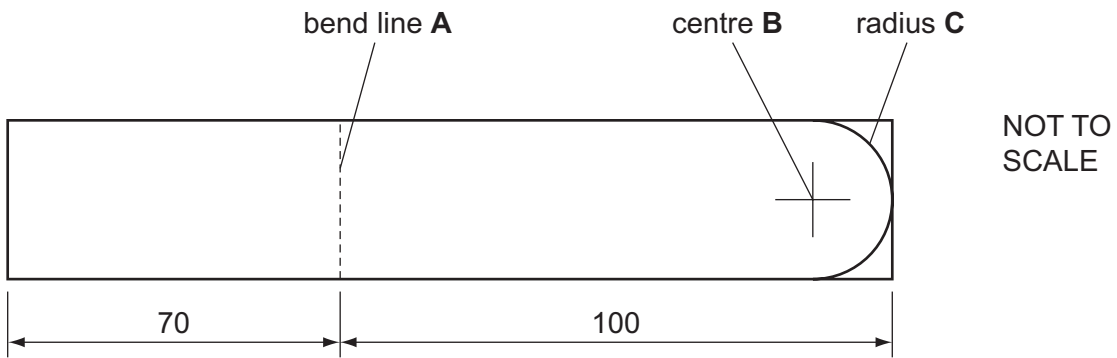 bend line A
centre B
radius C
NOT TO
SCALE
70
100